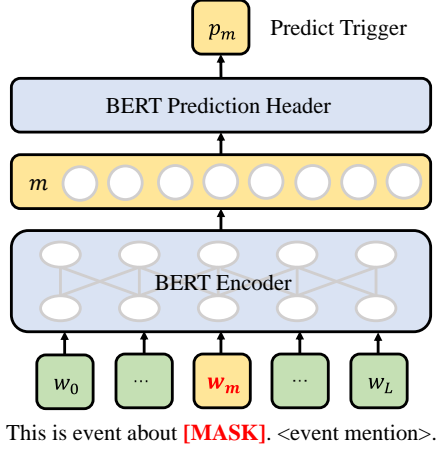 p_m Predict Trigger
BERT Prediction Header
m
BERT Encoder
w_0 ... w_m ... w_L
This is event about [MASK]. <event mention>.